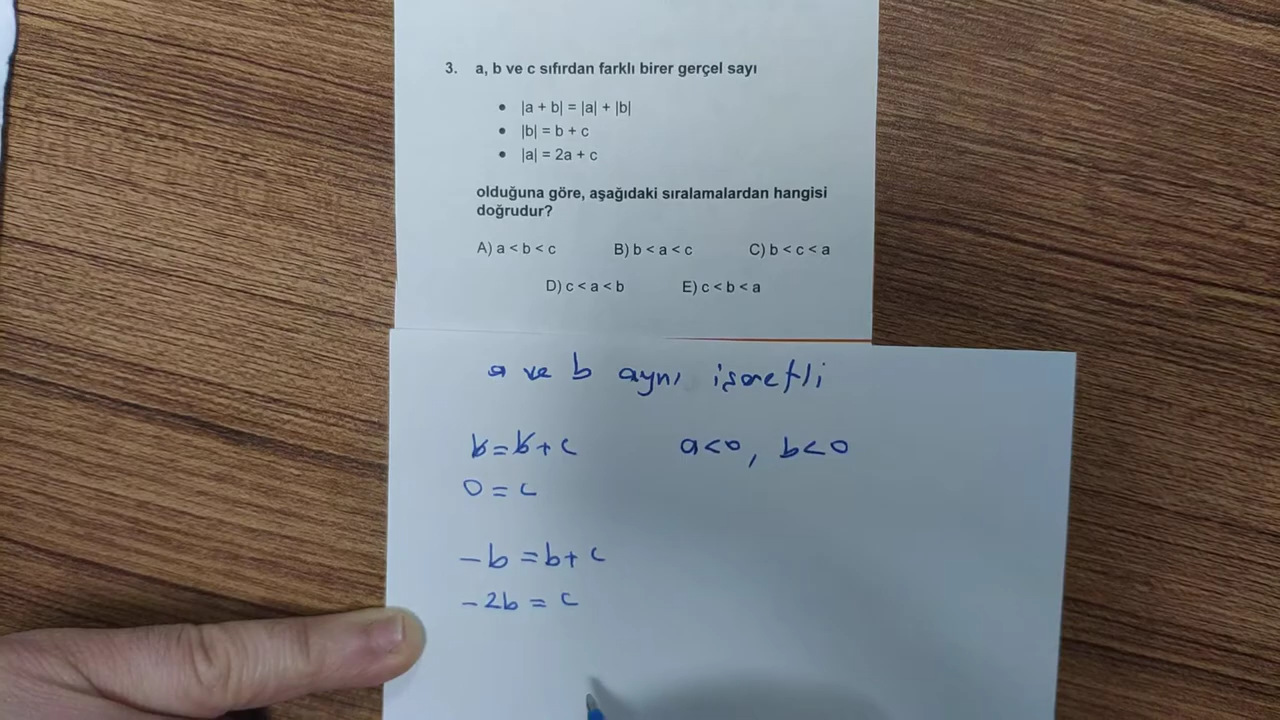 3. a, b ve c sıfırdan farklı birer gerçel sayı
• |a + b| = |a| + |b|
• |b| = b + c
• |a| = 2a + c
olduğuna göre, aşağıdaki sıralamalardan hangisi
doğrudur?
A) a < b < c B) b < a < c C) b < c < a
D) c < a < b E) c < b < a
a ve b aynı işaretli
b = b + c a<0, b<0
0 = c
-b = b + c
-2b = c